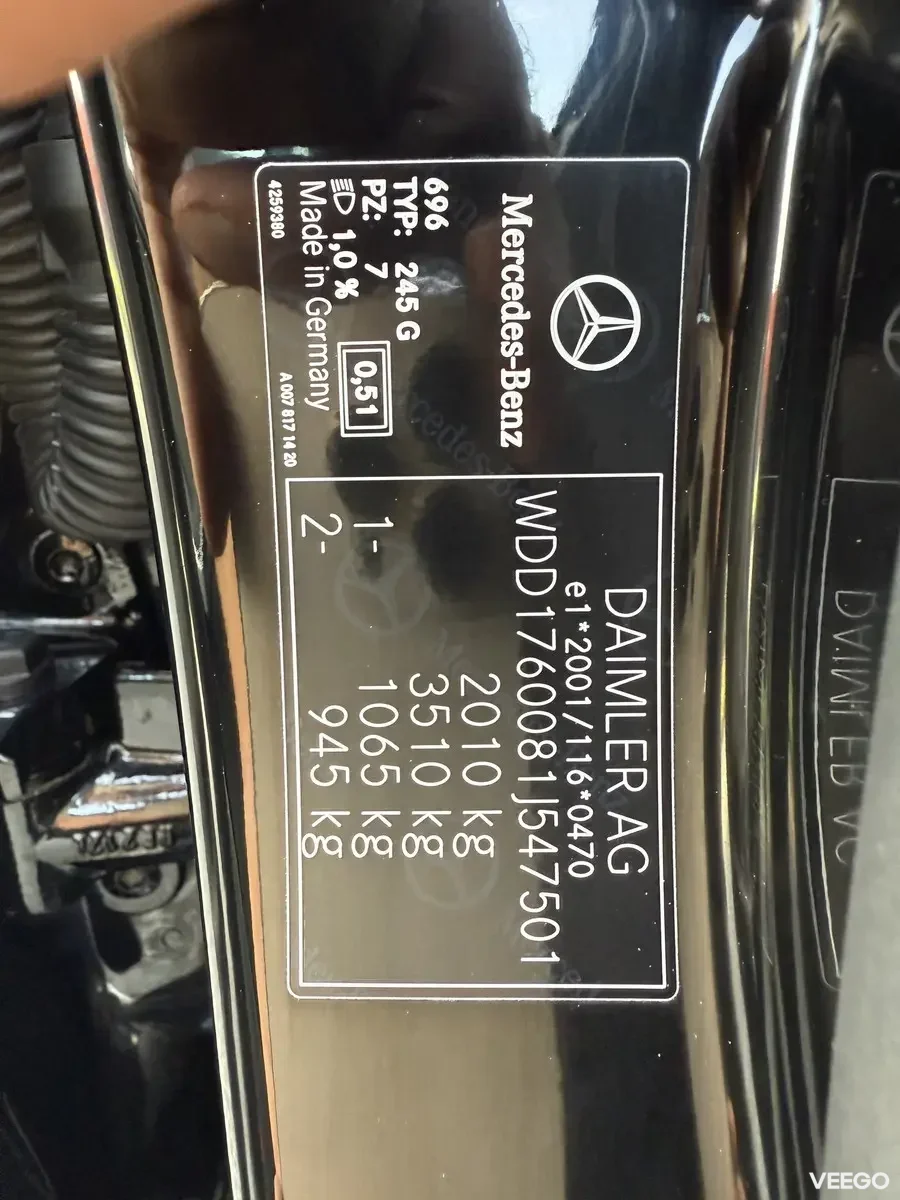 Mercedes-Benz
696
TYP: 245 G
PZ: 7
1,0 %
0,51
Made in Germany
4259380
A 007 817 14 20
DAIMLER AG
e1*2001/116*0470
WDD1760081J547501
2010 kg
3510 kg
1- 1065 kg
2- 945 kg
VEEGO